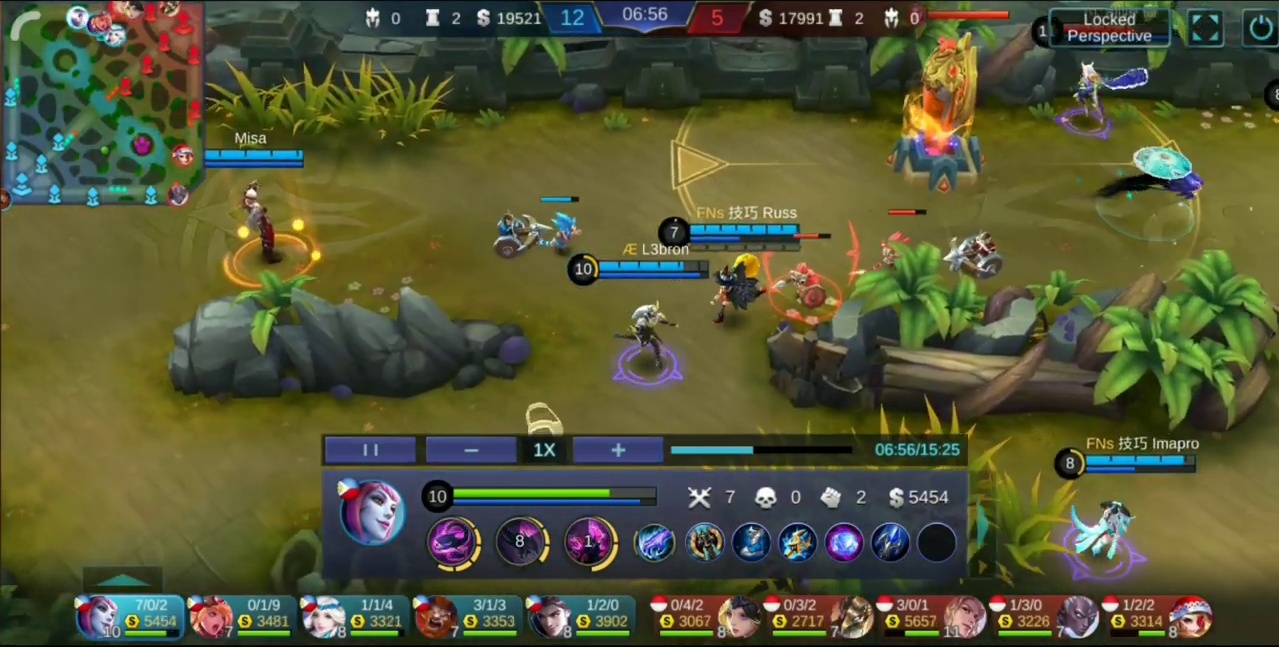 0 2 $ 19521 12 06:56 5 $ 17991 2 0
Locked
Perspective
Misa
FNs 技巧 Russ
7
Æ L3bron
10
FNs 技巧 Imapro
8
1X
06:56/15:25
10
7 0 2 $ 5454
8 1
7/0/2 0/1/9 1/1/4 3/1/3 1/2/0 0/4/2 0/3/2 3/0/1 1/3/0 1/2/2
5454 3481 3321 3353 3902 3067 2717 5657 3226 3314
10 7 8 7 8 8 7 11 7 8